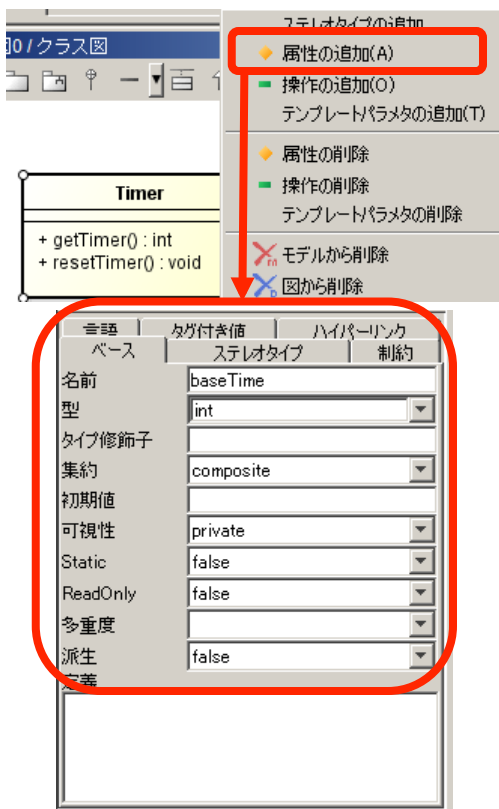 図0/クラス図
Timer
+ getTimer() : int
+ resetTimer() : void
ステレオタイプの追加
属性の追加(A)
操作の追加(O)
テンプレートパラメタの追加(T)
属性の削除
操作の削除
テンプレートパラメタの削除
モデルから削除
図から削除
言語 タグ付き値 ハイパーリンク
ベース ステレオタイプ 制約
名前 baseTime
型 int
タイプ修飾子
集約 composite
初期値
可視性 private
Static false
ReadOnly false
多重度
派生 false
定義